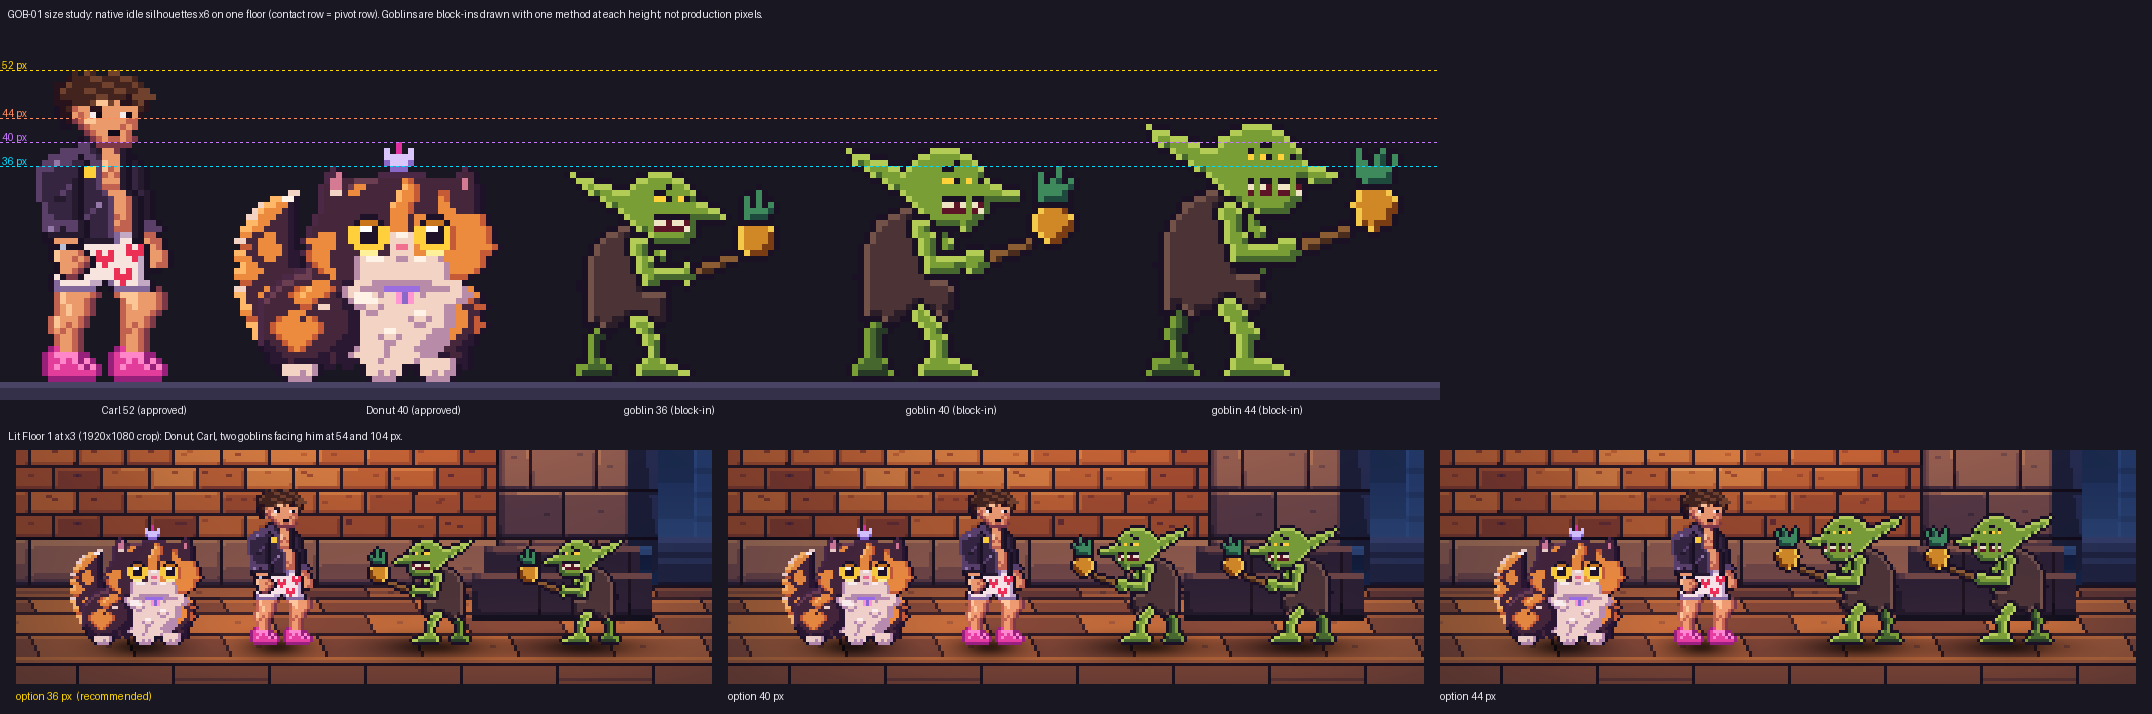 GOB-01 size study: native idle silhouettes x6 on one floor (contact row = pivot row). Goblins are block-ins drawn with one method at each height; not production pixels.
52 px
44 px
40 px
36 px
Carl 52 (approved)
Donut 40 (approved)
goblin 36 (block-in)
goblin 40 (block-in)
goblin 44 (block-in)
Lit Floor 1 at x3 (1920x1080 crop): Donut, Carl, two goblins facing him at 54 and 104 px.
option 36 px (recommended)
option 40 px
option 44 px